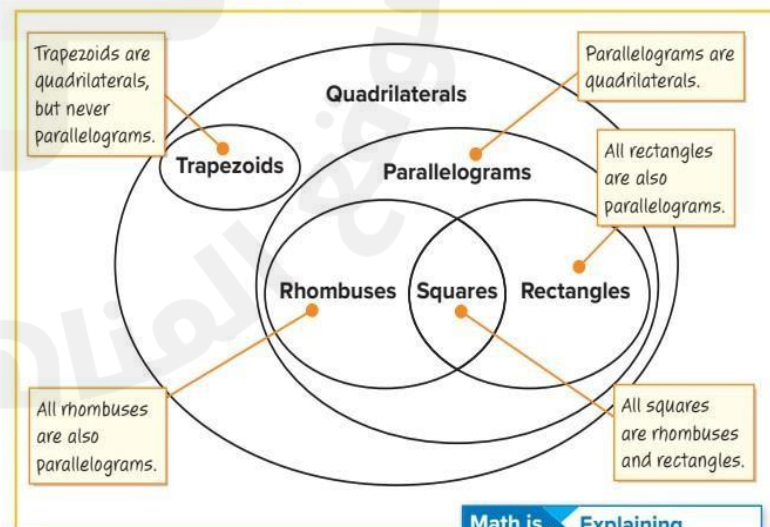 Trapezoids are
quadrilaterals,
but never
parallelograms.
Parallelograms are
quadrilaterals.
Quadrilaterals
Trapezoids
Parallelograms
All rectangles
are also
parallelograms.
Rhombuses
Squares
Rectangles
All rhombuses
are also
parallelograms.
All squares
are rhombuses
and rectangles.
Math is
Explaining